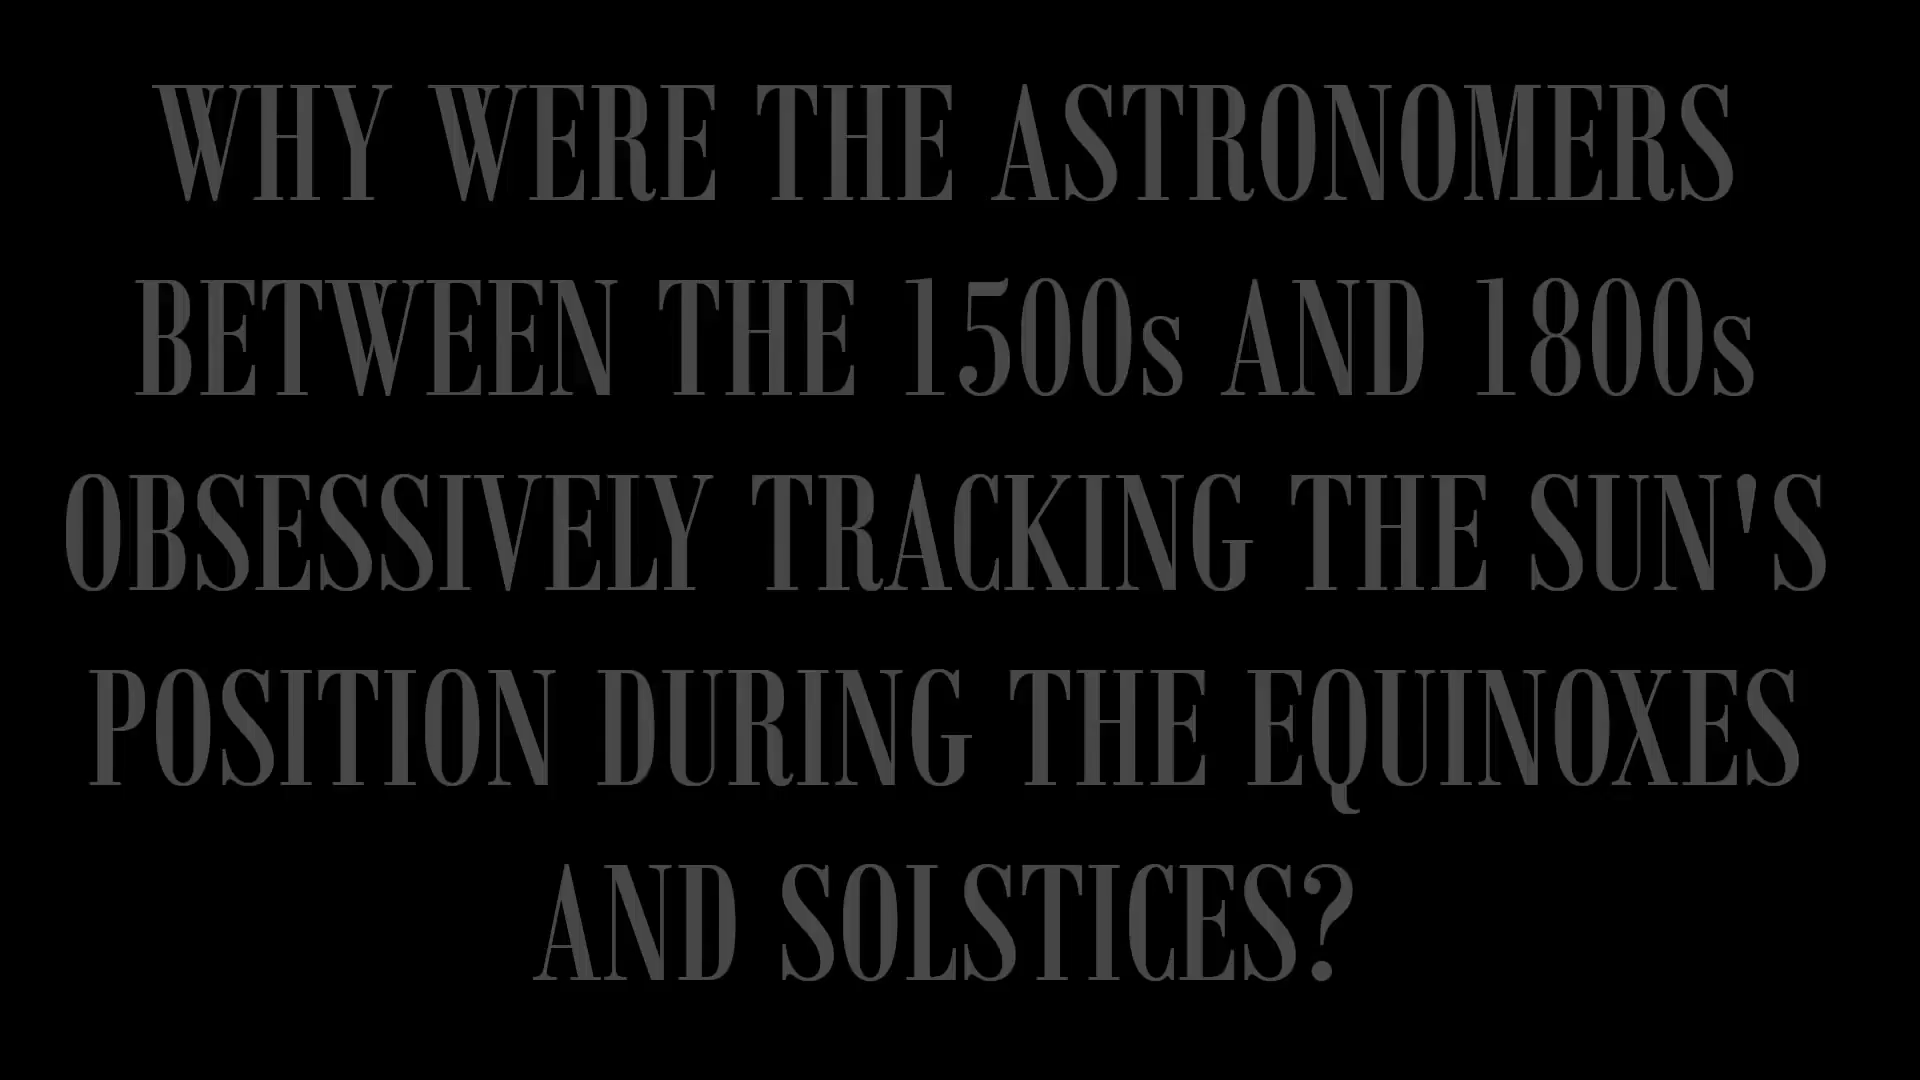 WHY WERE THE ASTRONOMERS
BETWEEN THE 1500s AND 1800s
OBSESSIVELY TRACKING THE SUN'S
POSITION DURING THE EQUINOXES
AND SOLSTICES?